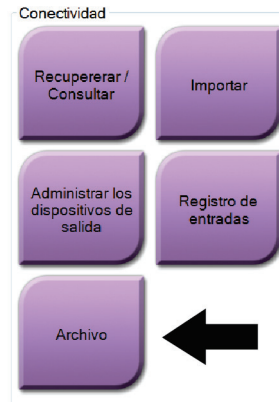 Conectividad
Recupererar /
Consultar
Importar
Administrar los
dispositivos de
salida
Registro de
entradas
Archivo